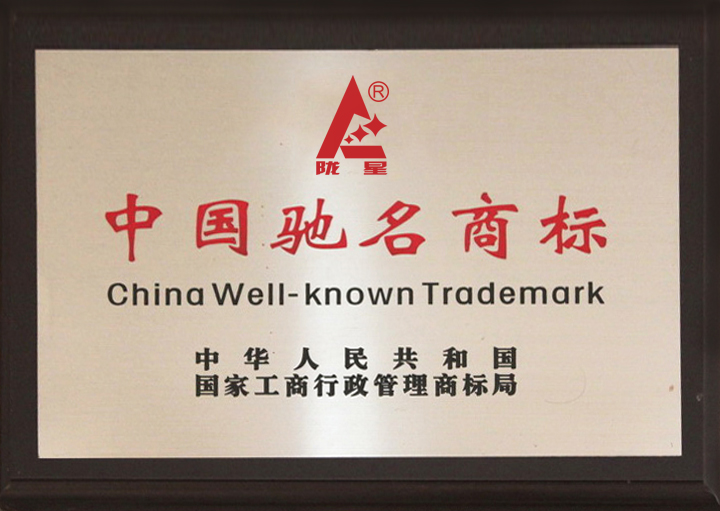 ®
陇星
中国驰名商标
China Well-known Trademark
中华人民共和国
国家工商行政管理商标局